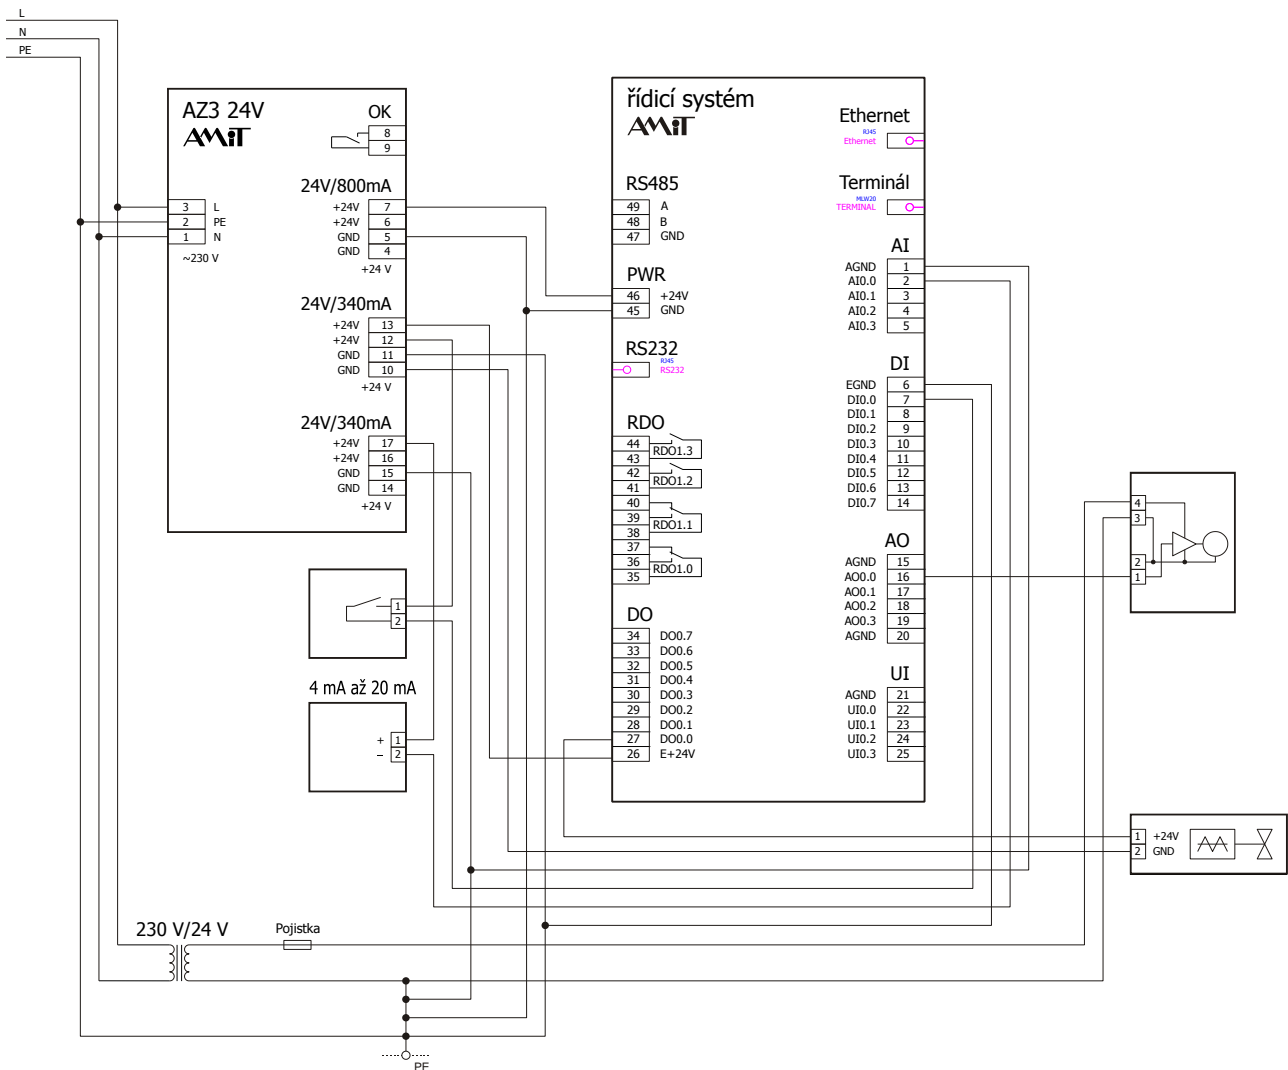 L
N
PE
AZ3 24V
AMiT
OK
8
9
24V/800mA
3 L
2 PE
1 N
~230 V
+24V 7
+24V 6
GND 5
GND 4
+24 V
24V/340mA
+24V 13
+24V 12
GND 11
GND 10
+24 V
24V/340mA
+24V 17
+24V 16
GND 15
GND 14
+24 V
1
2
4 mA až 20 mA
+ 1
– 2
230 V/24 V
Pojistka
PE
řídicí systém
AMiT
Ethernet
RJ45
Ethernet
Terminál
MLW20
TERMINAL
RS485
49 A
48 B
47 GND
PWR
46 +24V
45 GND
RS232
RJ45
RS232
RDO
44
43
RDO1.3
42
41
RDO1.2
40
39
38
RDO1.1
37
36
35
RDO1.0
DO
34 DO0.7
33 DO0.6
32 DO0.5
31 DO0.4
30 DO0.3
29 DO0.2
28 DO0.1
27 DO0.0
26 E+24V
AI
AGND 1
AI0.0 2
AI0.1 3
AI0.2 4
AI0.3 5
DI
EGND 6
DI0.0 7
DI0.1 8
DI0.2 9
DI0.3 10
DI0.4 11
DI0.5 12
DI0.6 13
DI0.7 14
AO
AGND 15
AO0.0 16
AO0.1 17
AO0.2 18
AO0.3 19
AGND 20
UI
AGND 21
UI0.0 22
UI0.1 23
UI0.2 24
UI0.3 25
4
3
2
1
1 +24V
2 GND